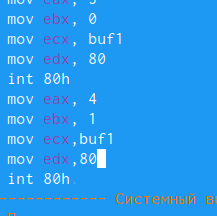 mov ebx, 0
mov ecx, buf1
mov edx, 80
int 80h
mov eax, 4
mov ebx, 1
mov ecx,buf1
mov edx,80
int 80h
------------ Системный